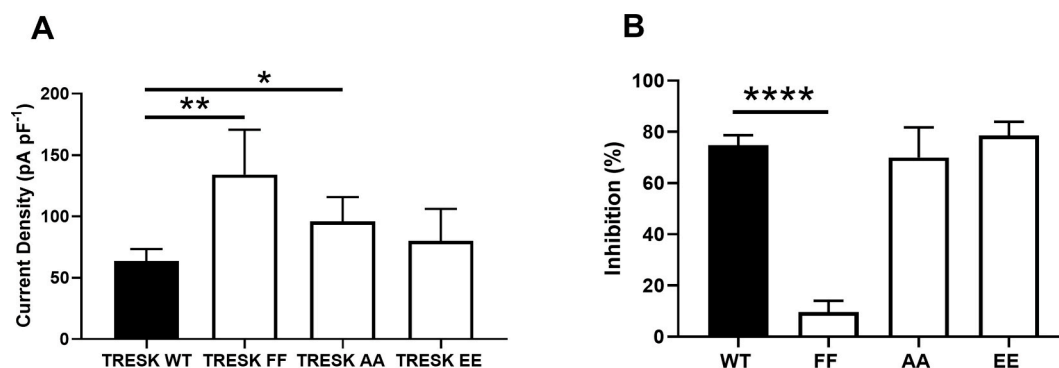 A
Current Density (pA pF⁻¹)
200
150
100
50
0
*
**
TRESK WT TRESK FF TRESK AA TRESK EE
B
Inhibition (%)
100
80
60
40
20
0
****
WT FF AA EE